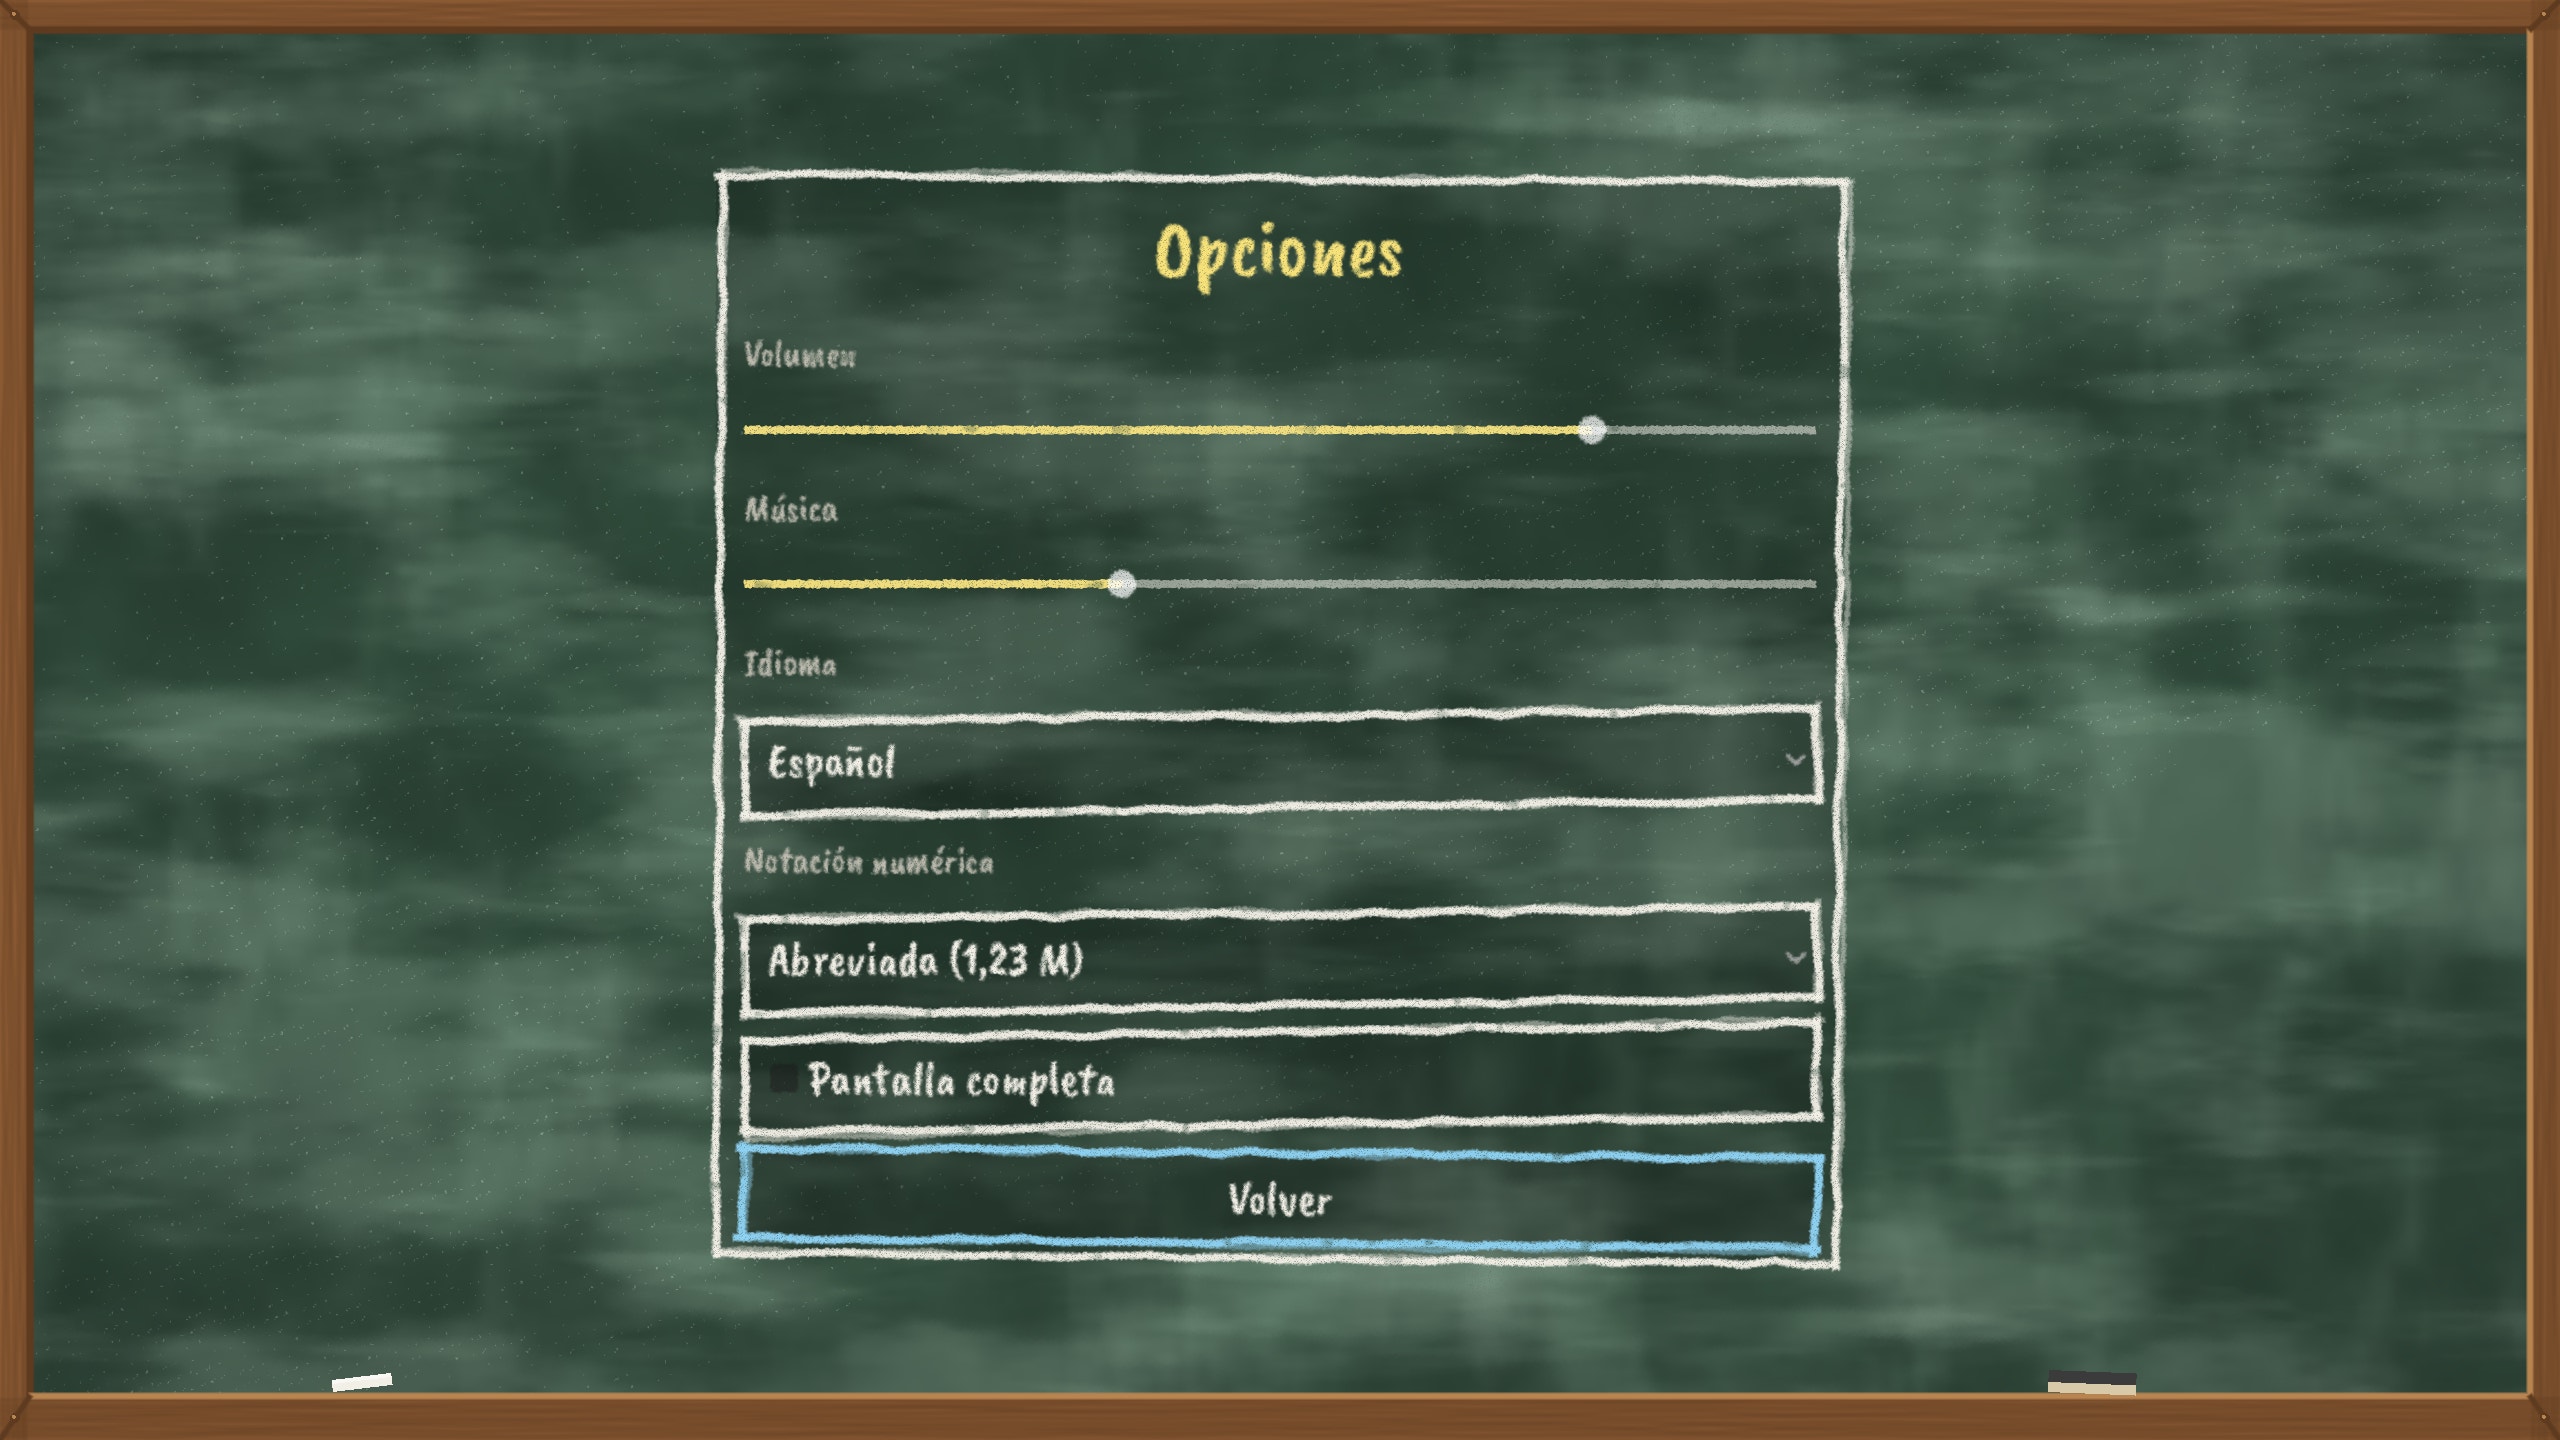 Opciones
Volumen
Música
Idioma
Español
Notación numérica
Abreviada (1,23 M)
Pantalla completa
Volver